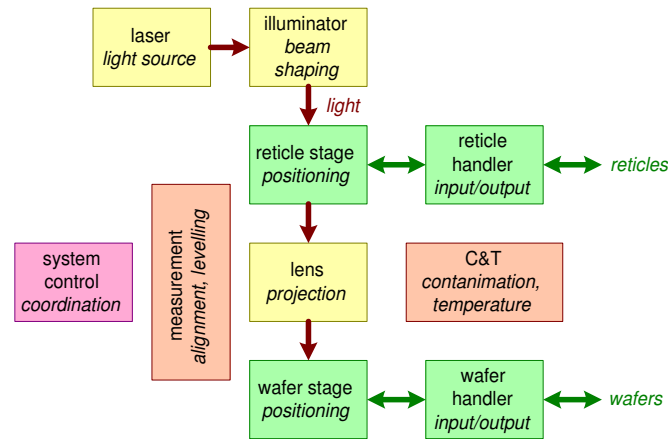 laser
light source
illuminator
beam
shaping
light
reticle stage
positioning
reticle
handler
input/output
reticles
system
control
coordination
measurement
alignment, levelling
lens
projection
C&T
contanimation,
temperature
wafer stage
positioning
wafer
handler
input/output
wafers